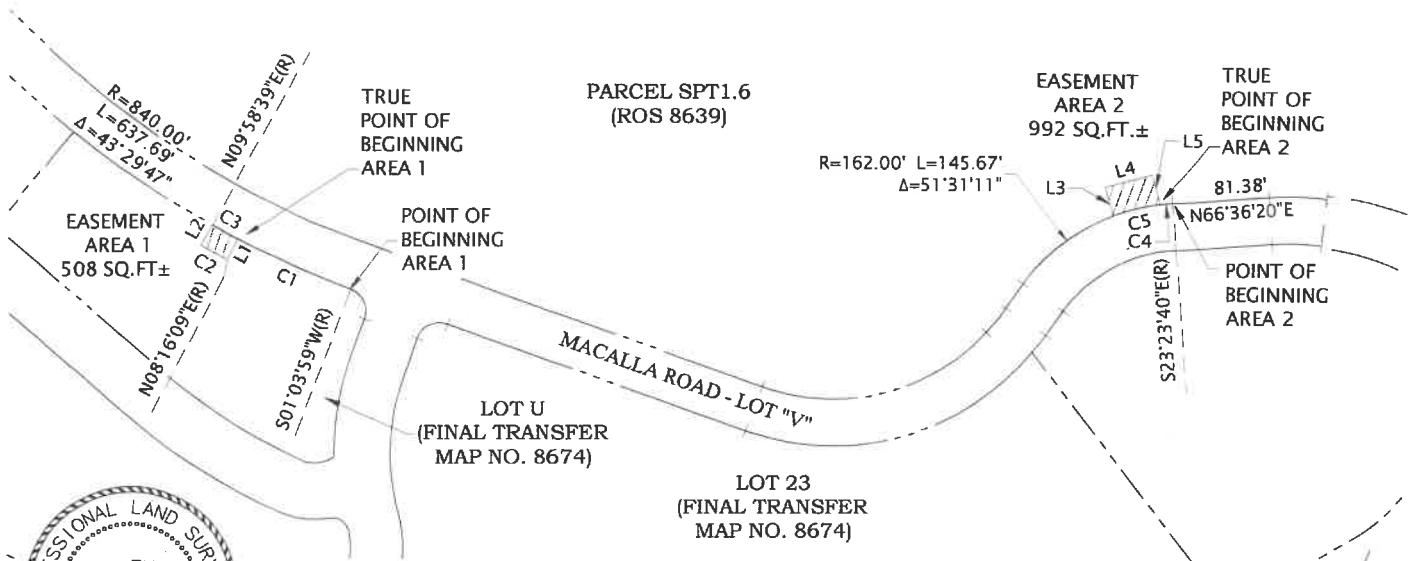 R=840.00'
L=637.69'
Δ=43°29'47"
N09°58'39"E(R)
TRUE
POINT OF
BEGINNING
AREA 1
PARCEL SPT1.6
(ROS 8639)
EASEMENT
AREA 2
992 SQ.FT.±
TRUE
POINT OF
BEGINNING
AREA 2
R=162.00' L=145.67'
Δ=51°31'11"
L3
L4
L5
81.38'
N66°36'20"E
C5
C4
POINT OF
BEGINNING
AREA 2
S23°23'40"E(R)
EASEMENT
AREA 1
508 SQ.FT±
L2
C3
C2
L1
C1
POINT OF
BEGINNING
AREA 1
N08°16'09"E(R)
S01°03'59"W(R)
MACALLA ROAD - LOT "V"
LOT U
(FINAL TRANSFER
MAP NO. 8674)
LOT 23
(FINAL TRANSFER
MAP NO. 8674)
SSIONAL LAND SUR